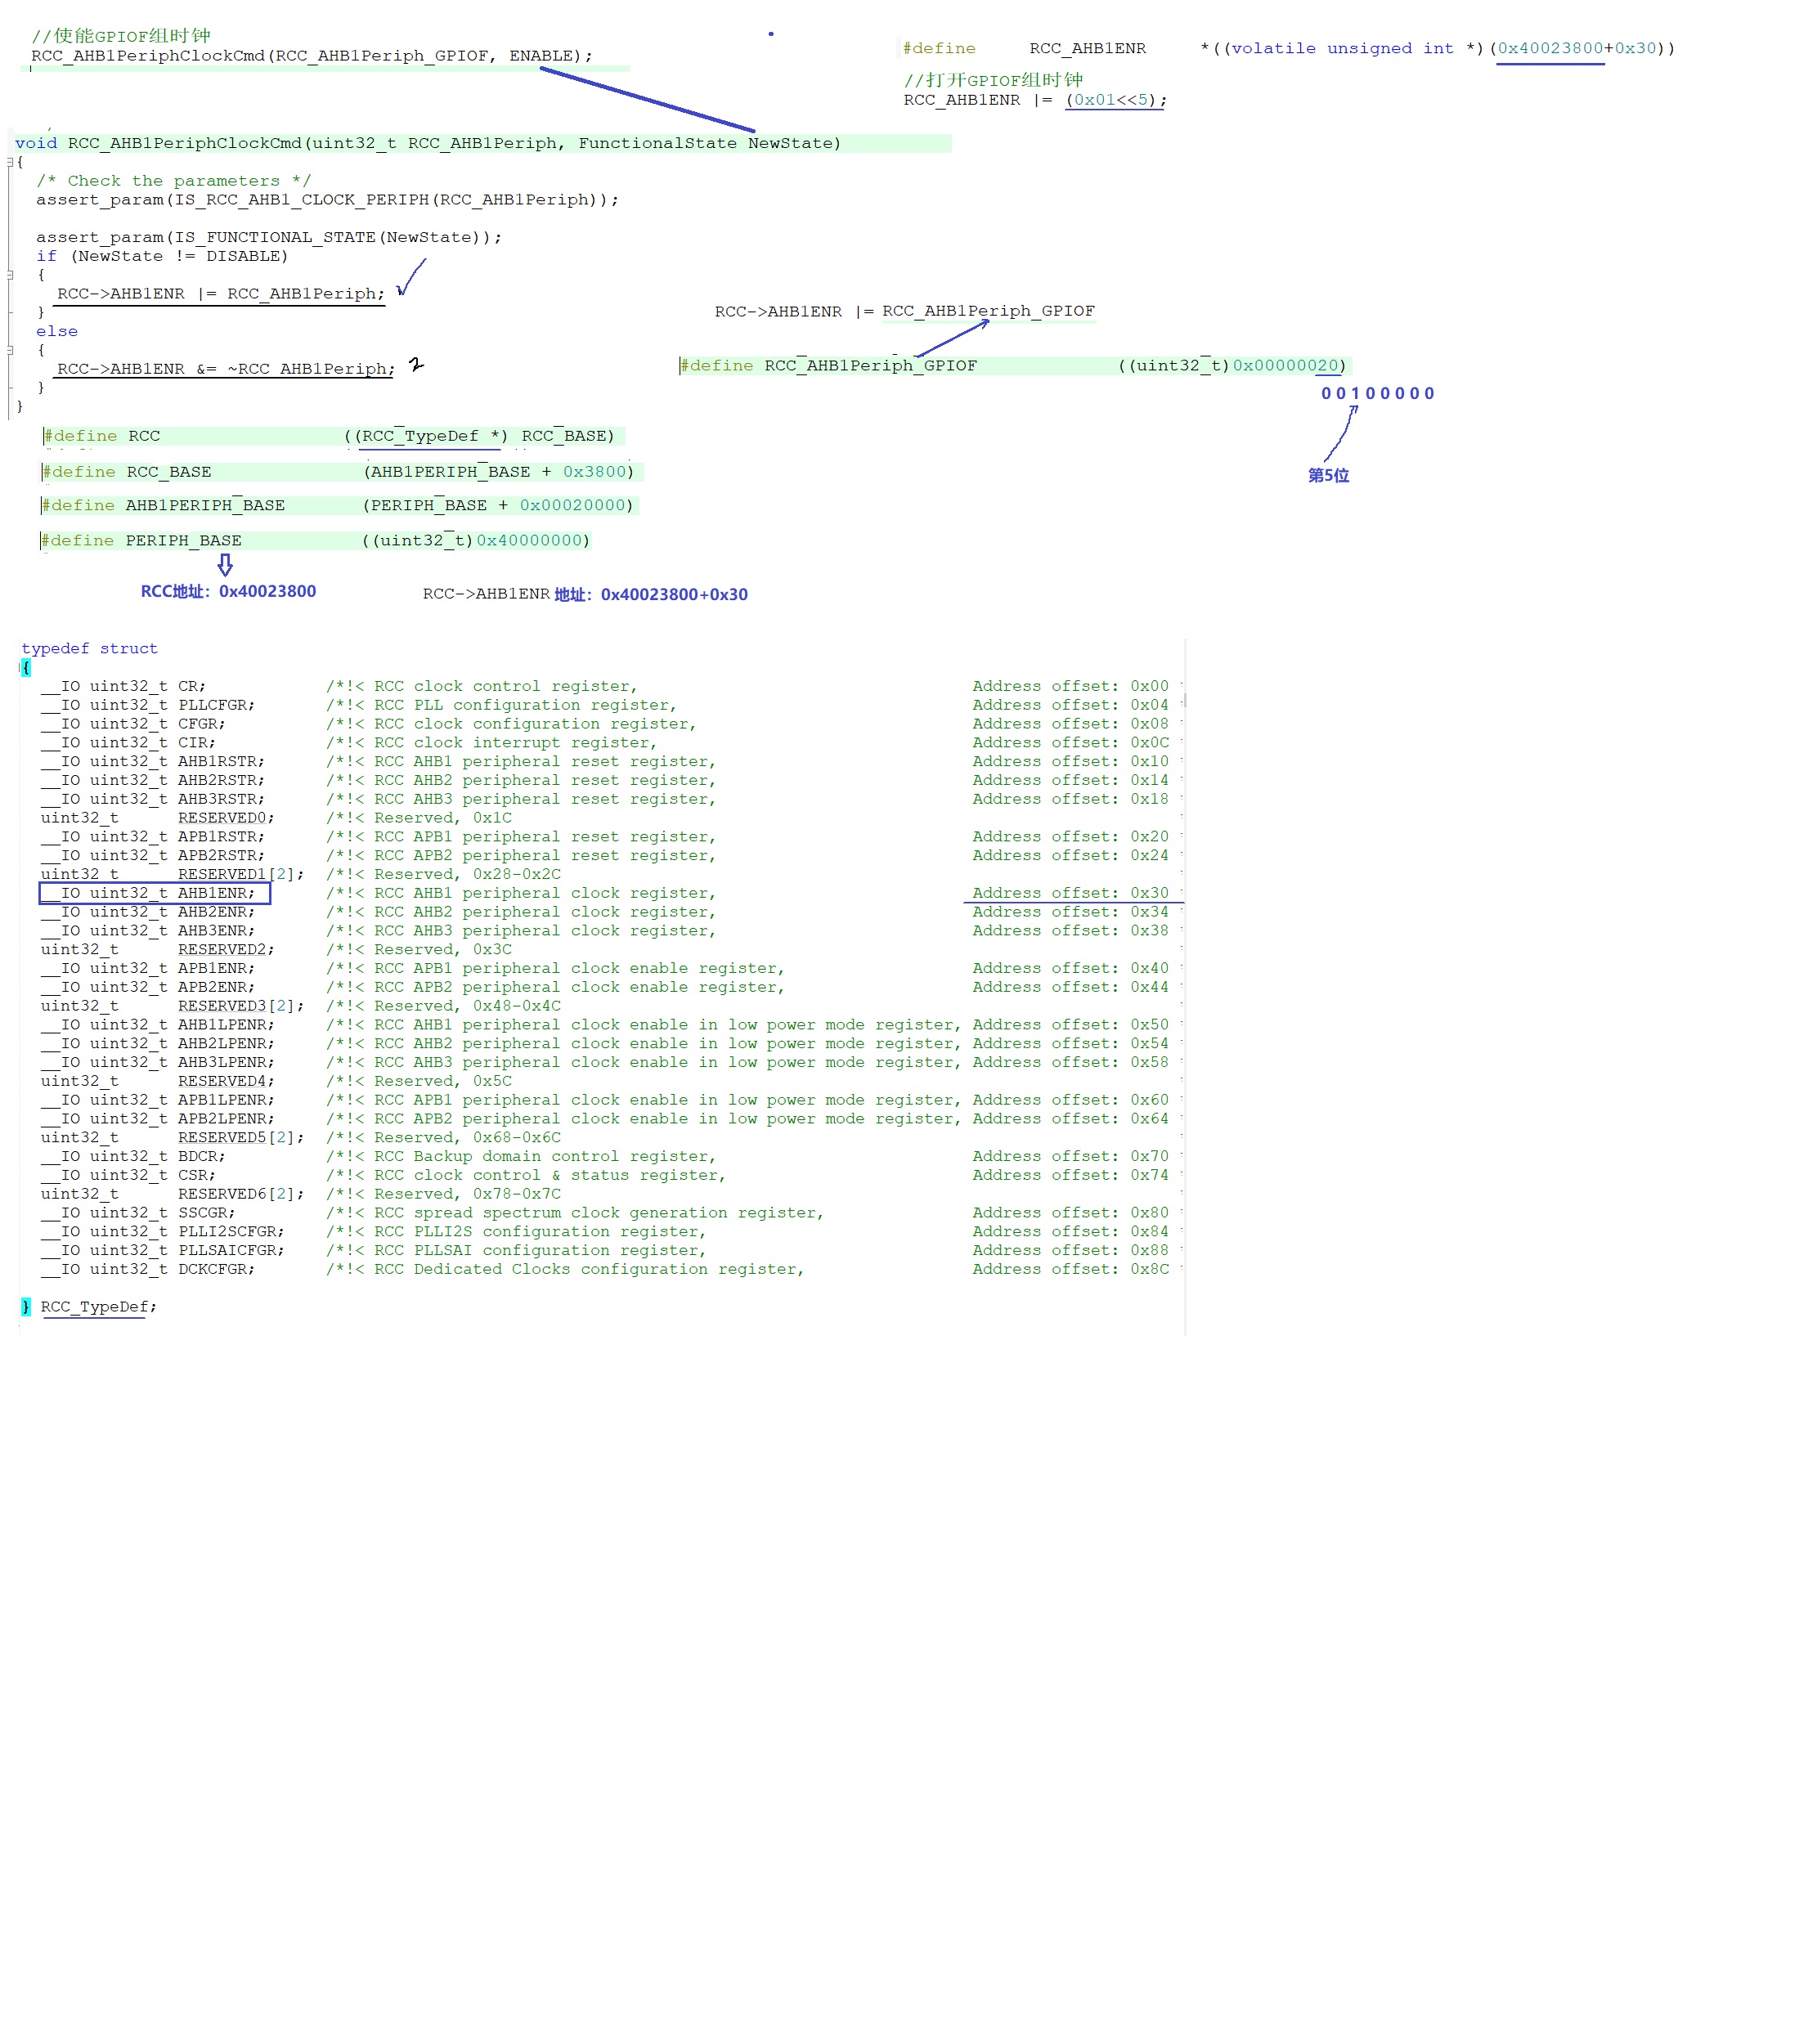 //使能GPIOF组时钟
RCC_AHB1PeriphClockCmd(RCC_AHB1Periph_GPIOF, ENABLE);
#define RCC_AHB1ENR *((volatile unsigned int *)(0x40023800+0x30))
//打开GPIOF组时钟
RCC_AHB1ENR |= (0x01<<5);
void RCC_AHB1PeriphClockCmd(uint32_t RCC_AHB1Periph, FunctionalState NewState)
{
/* Check the parameters */
assert_param(IS_RCC_AHB1_CLOCK_PERIPH(RCC_AHB1Periph));
assert_param(IS_FUNCTIONAL_STATE(NewState));
if (NewState != DISABLE)
{
RCC->AHB1ENR |= RCC_AHB1Periph;
}
else
{
RCC->AHB1ENR &= ~RCC_AHB1Periph; 2
}
}
RCC->AHB1ENR |= RCC_AHB1Periph_GPIOF
#define RCC_AHB1Periph_GPIOF ((uint32_t)0x00000020)
0 0 1 0 0 0 0 0
第5位
#define RCC ((RCC_TypeDef *) RCC_BASE)
#define RCC_BASE (AHB1PERIPH_BASE + 0x3800)
#define AHB1PERIPH_BASE (PERIPH_BASE + 0x00020000)
#define PERIPH_BASE ((uint32_t)0x40000000)
RCC地址：0x40023800
RCC->AHB1ENR 地址：0x40023800+0x30
typedef struct
{
__IO uint32_t CR; /*!< RCC clock control register, Address offset: 0x00
__IO uint32_t PLLCFGR; /*!< RCC PLL configuration register, Address offset: 0x04
__IO uint32_t CFGR; /*!< RCC clock configuration register, Address offset: 0x08
__IO uint32_t CIR; /*!< RCC clock interrupt register, Address offset: 0x0C
__IO uint32_t AHB1RSTR; /*!< RCC AHB1 peripheral reset register, Address offset: 0x10
__IO uint32_t AHB2RSTR; /*!< RCC AHB2 peripheral reset register, Address offset: 0x14
__IO uint32_t AHB3RSTR; /*!< RCC AHB3 peripheral reset register, Address offset: 0x18
uint32_t RESERVED0; /*!< Reserved, 0x1C
__IO uint32_t APB1RSTR; /*!< RCC APB1 peripheral reset register, Address offset: 0x20
__IO uint32_t APB2RSTR; /*!< RCC APB2 peripheral reset register, Address offset: 0x24
uint32_t RESERVED1[2]; /*!< Reserved, 0x28-0x2C
__IO uint32_t AHB1ENR; /*!< RCC AHB1 peripheral clock register, Address offset: 0x30
__IO uint32_t AHB2ENR; /*!< RCC AHB2 peripheral clock register, Address offset: 0x34
__IO uint32_t AHB3ENR; /*!< RCC AHB3 peripheral clock register, Address offset: 0x38
uint32_t RESERVED2; /*!< Reserved, 0x3C
__IO uint32_t APB1ENR; /*!< RCC APB1 peripheral clock enable register, Address offset: 0x40
__IO uint32_t APB2ENR; /*!< RCC APB2 peripheral clock enable register, Address offset: 0x44
uint32_t RESERVED3[2]; /*!< Reserved, 0x48-0x4C
__IO uint32_t AHB1LPENR; /*!< RCC AHB1 peripheral clock enable in low power mode register, Address offset: 0x50
__IO uint32_t AHB2LPENR; /*!< RCC AHB2 peripheral clock enable in low power mode register, Address offset: 0x54
__IO uint32_t AHB3LPENR; /*!< RCC AHB3 peripheral clock enable in low power mode register, Address offset: 0x58
uint32_t RESERVED4; /*!< Reserved, 0x5C
__IO uint32_t APB1LPENR; /*!< RCC APB1 peripheral clock enable in low power mode register, Address offset: 0x60
__IO uint32_t APB2LPENR; /*!< RCC APB2 peripheral clock enable in low power mode register, Address offset: 0x64
uint32_t RESERVED5[2]; /*!< Reserved, 0x68-0x6C
__IO uint32_t BDCR; /*!< RCC Backup domain control register, Address offset: 0x70
__IO uint32_t CSR; /*!< RCC clock control & status register, Address offset: 0x74
uint32_t RESERVED6[2]; /*!< Reserved, 0x78-0x7C
__IO uint32_t SSCGR; /*!< RCC spread spectrum clock generation register, Address offset: 0x80
__IO uint32_t PLLI2SCFGR; /*!< RCC PLLI2S configuration register, Address offset: 0x84
__IO uint32_t PLLSAICFGR; /*!< RCC PLLSAI configuration register, Address offset: 0x88
__IO uint32_t DCKCFGR; /*!< RCC Dedicated Clocks configuration register, Address offset: 0x8C
} RCC_TypeDef;